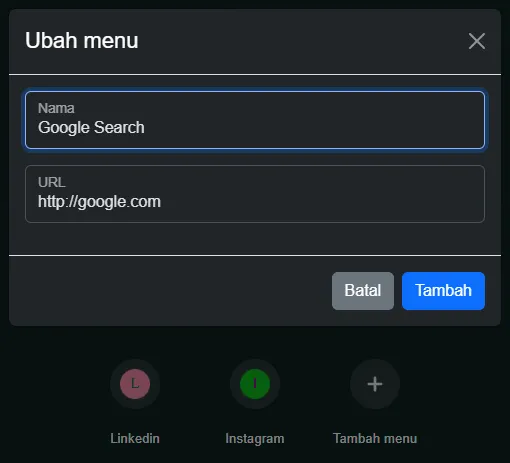 Ubah menu
Nama
Google Search
URL
http://google.com
Batal Tambah
L I
Linkedin Instagram Tambah menu